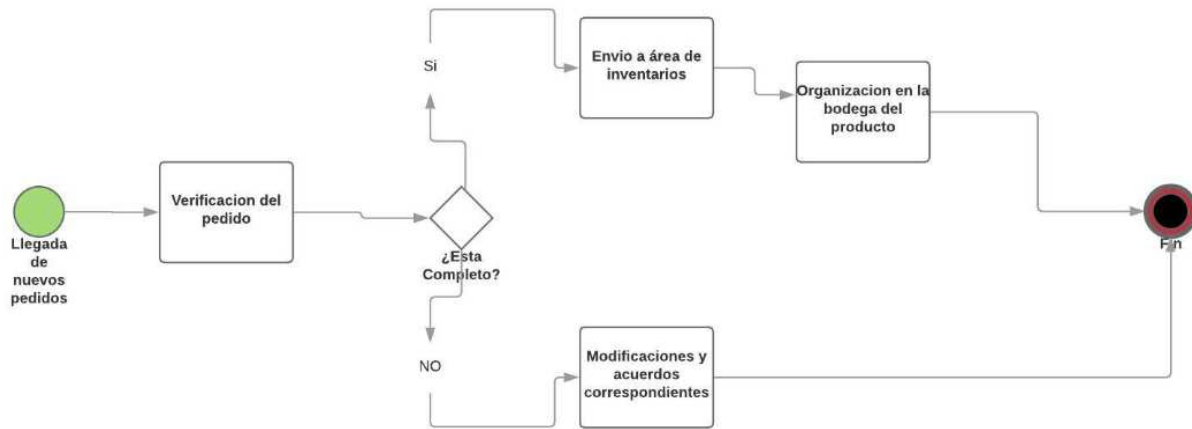 Llegada
de
nuevos
pedidos
Verificacion del
pedido
¿Esta
Completo?
Si
Envio a área de
inventarios
Organizacion en la
bodega del
producto
NO
Modificaciones y
acuerdos
correspondientes
Fin